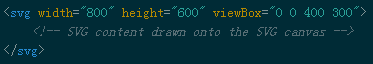 <svg width="800" height="600" viewBox="0 0 400 300">
<!-- SVG content drawn onto the SVG canvas -->
</svg>